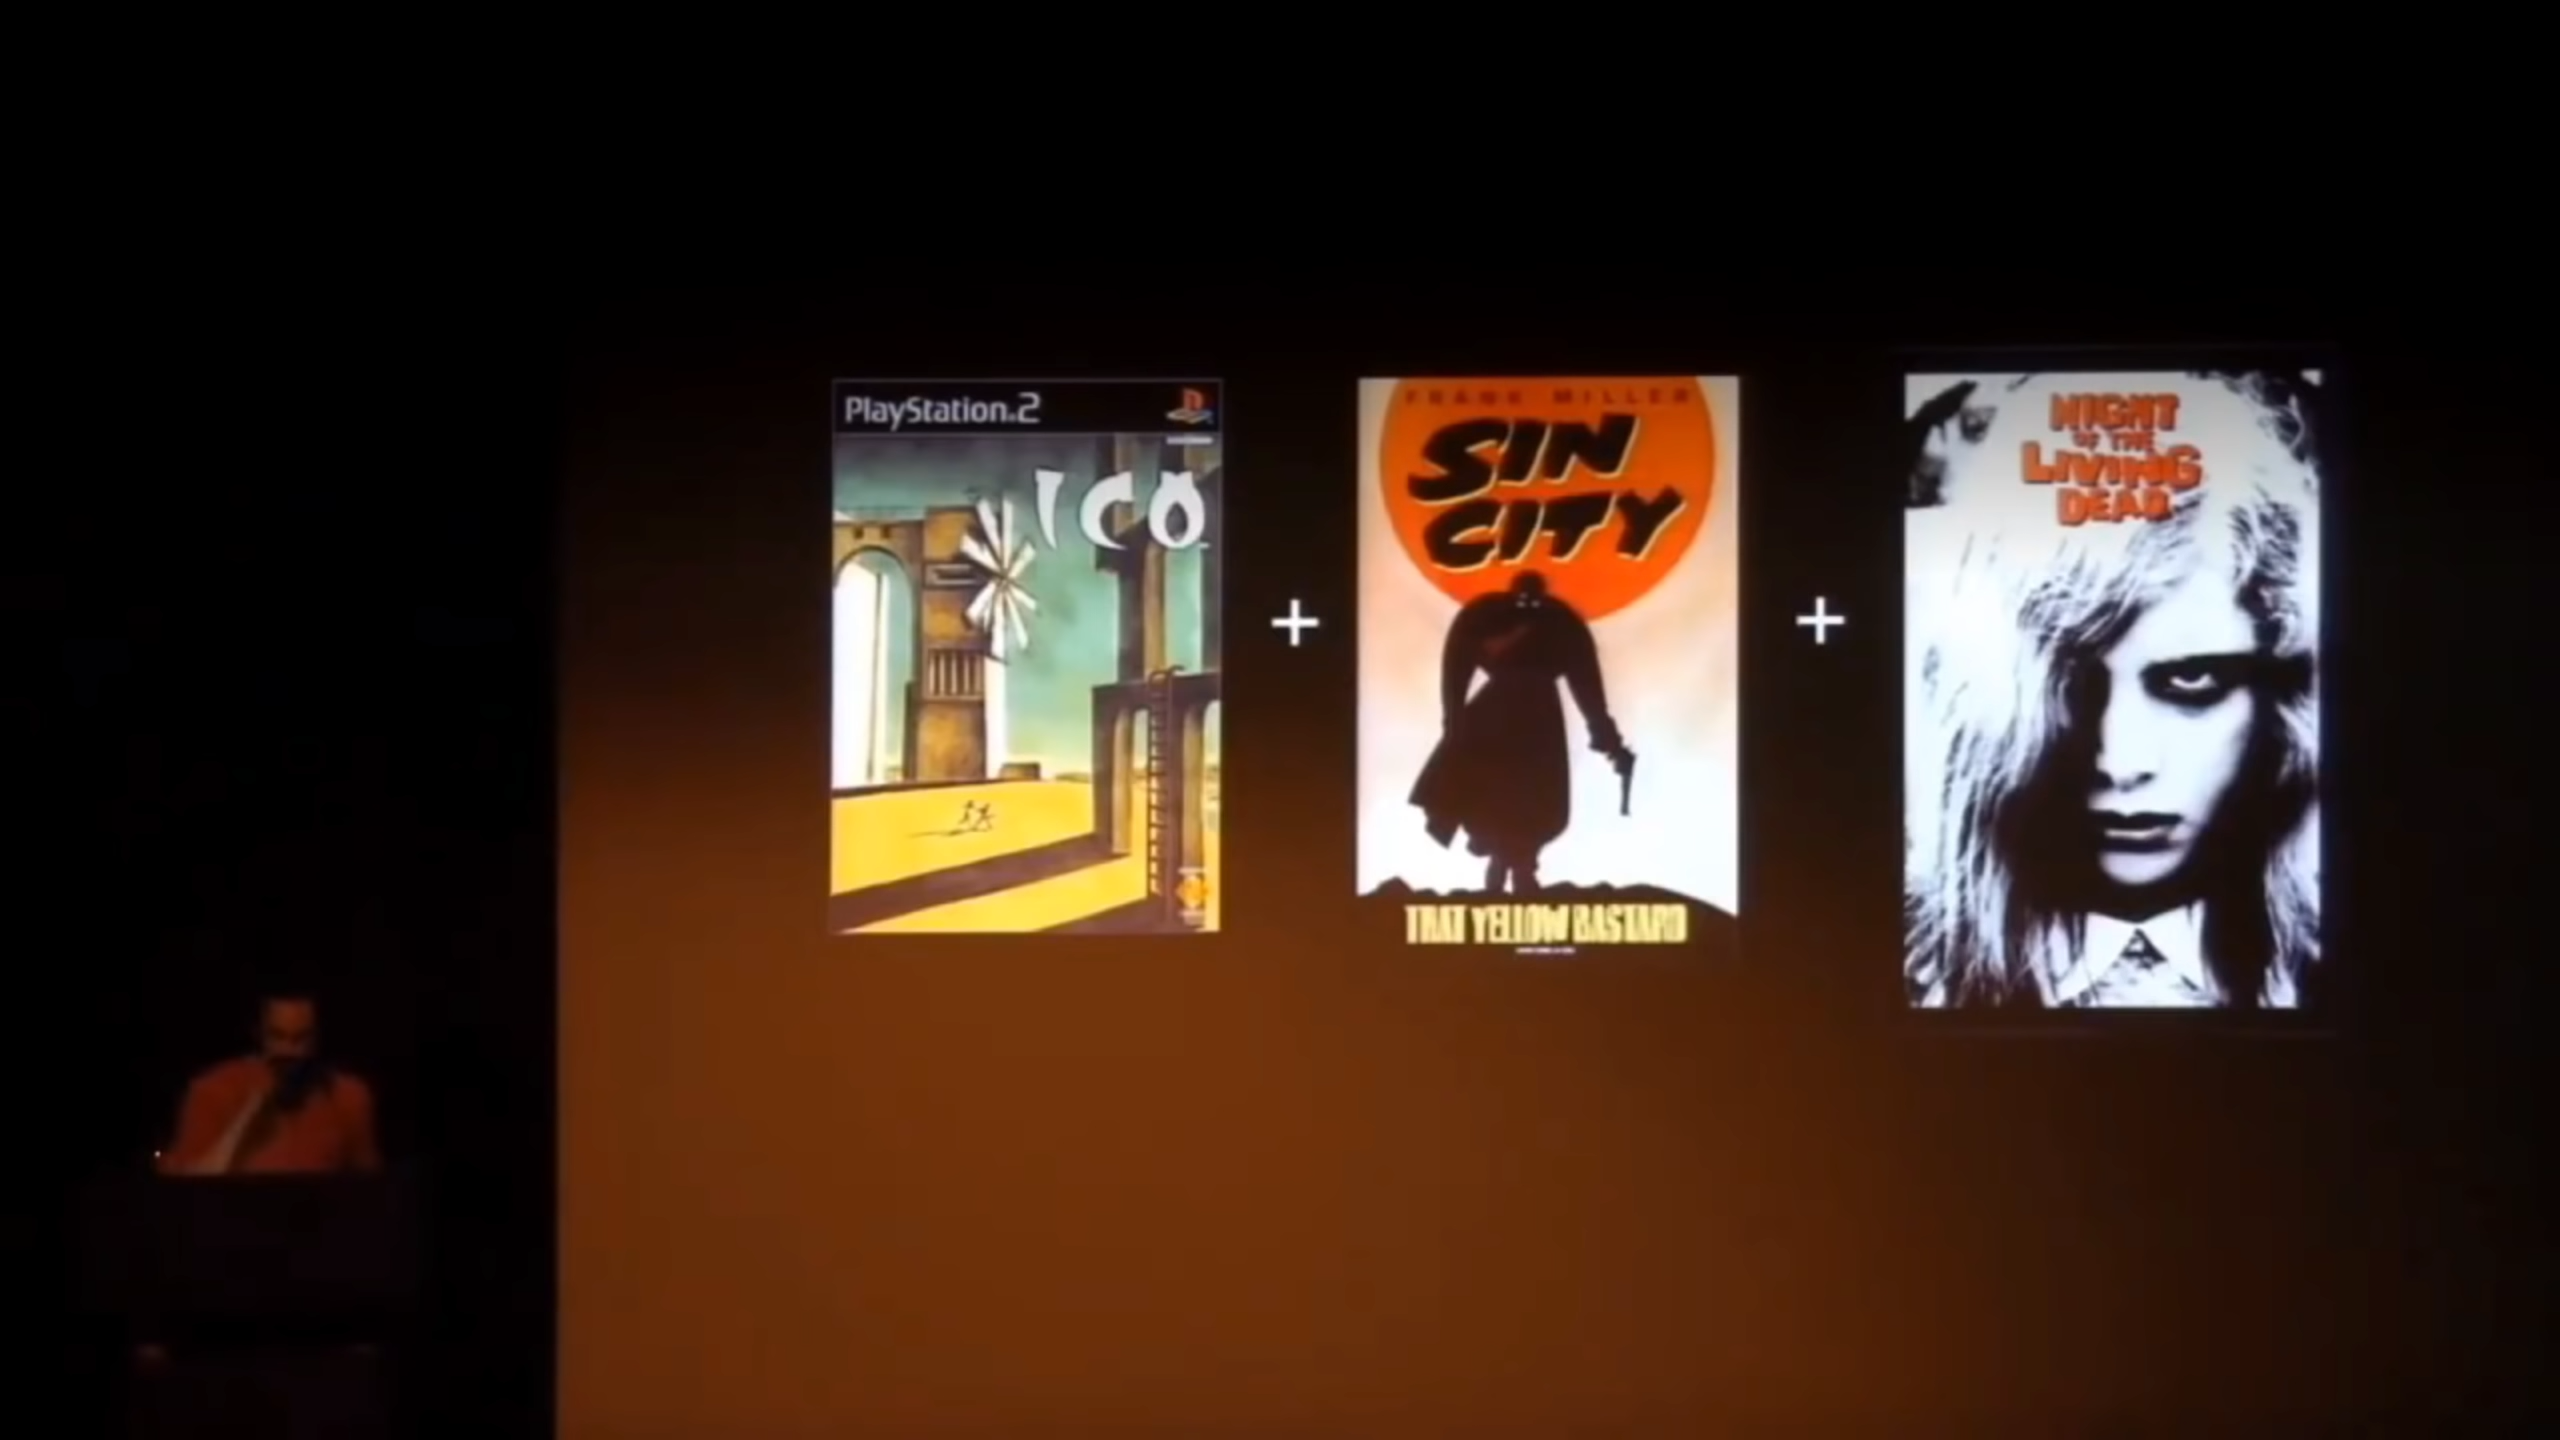 PlayStation.2
ICO
+
FRANK MILLER
SIN
CITY
THAT YELLOW BASTARD
+
NIGHT
OF THE
LIVING
DEAD